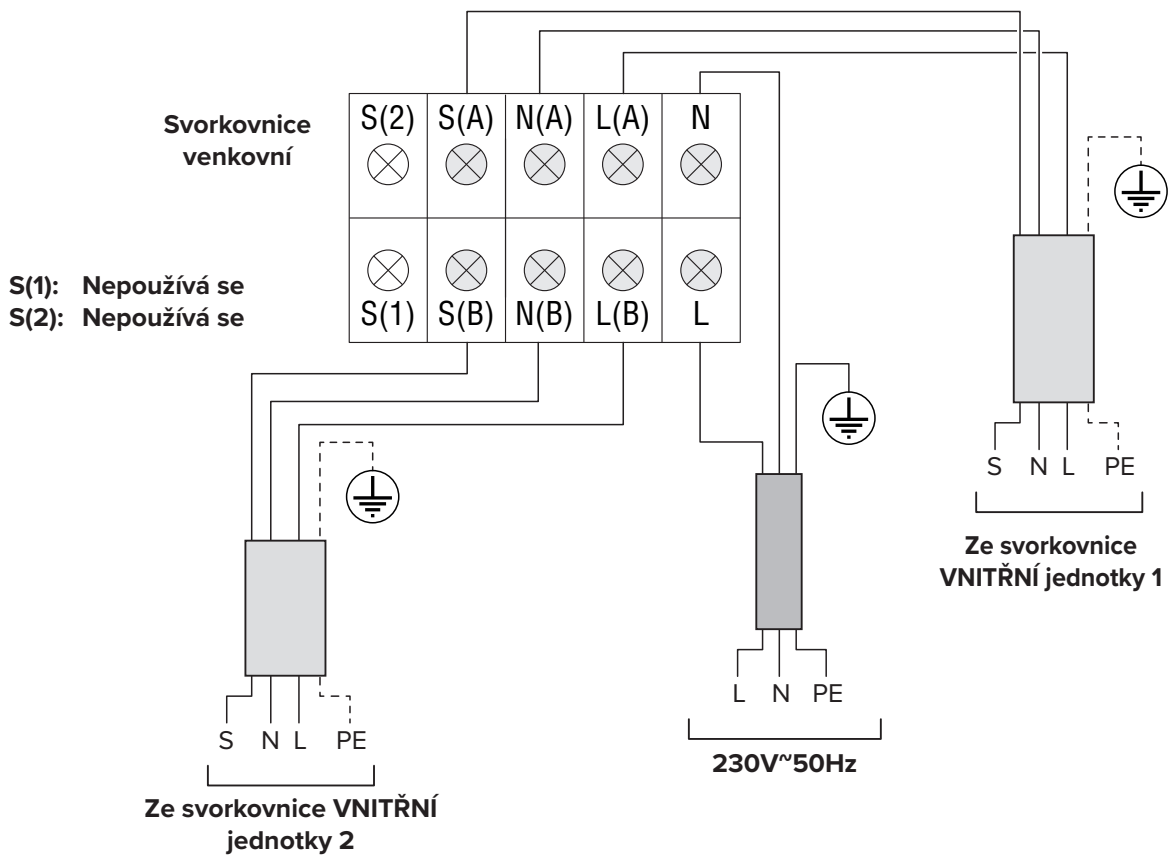 Svorkovnice
venkovní
S(2) S(A) N(A) L(A) N
S(1) S(B) N(B) L(B) L
S(1): Nepoužívá se
S(2): Nepoužívá se
S N L PE
Ze svorkovnice
VNITŘNÍ jednotky 1
L N PE
230V~50Hz
S N L PE
Ze svorkovnice VNITŘNÍ
jednotky 2